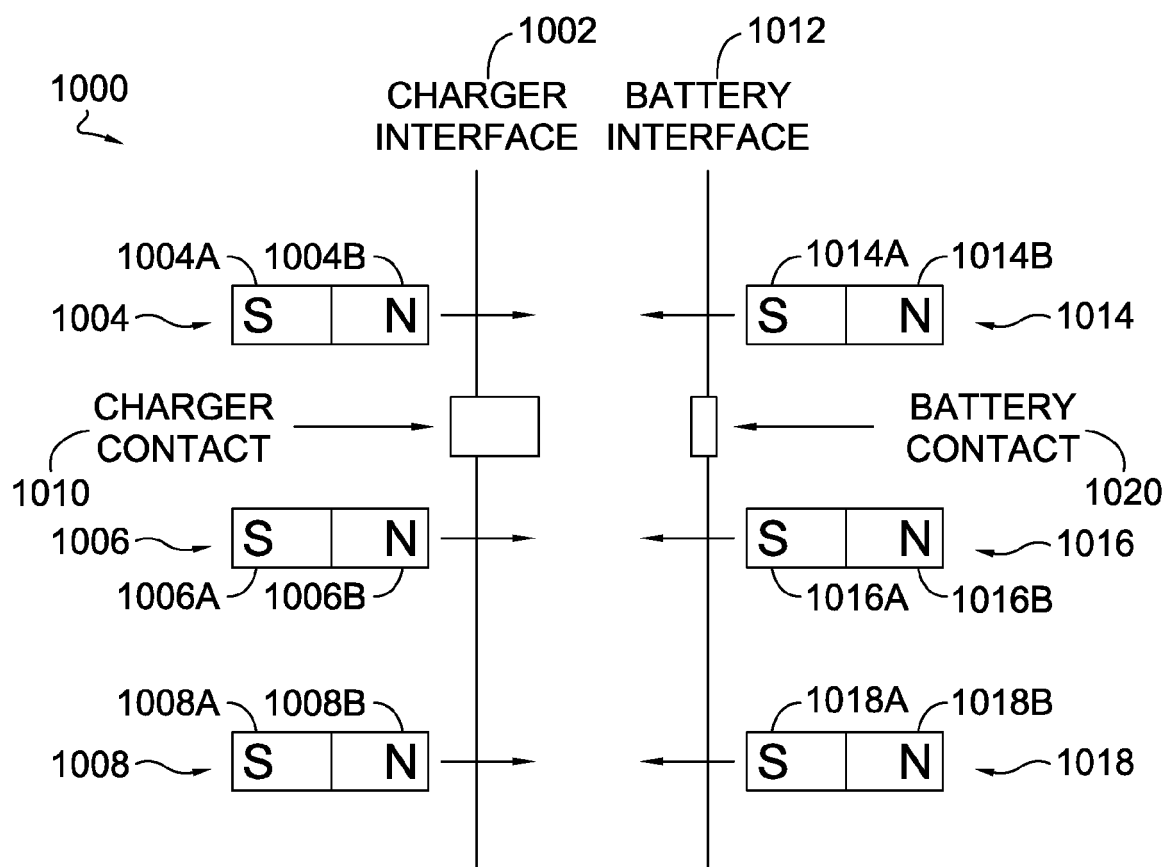 1002
1012
1000
CHARGER
INTERFACE
BATTERY
INTERFACE
1004A
1004B
1014A
1014B
1004
S
N
S
N
1014
CHARGER
CONTACT
BATTERY
CONTACT
1010
1020
1006
S
N
S
N
1016
1006A
1006B
1016A
1016B
1008A
1008B
1018A
1018B
1008
S
N
S
N
1018